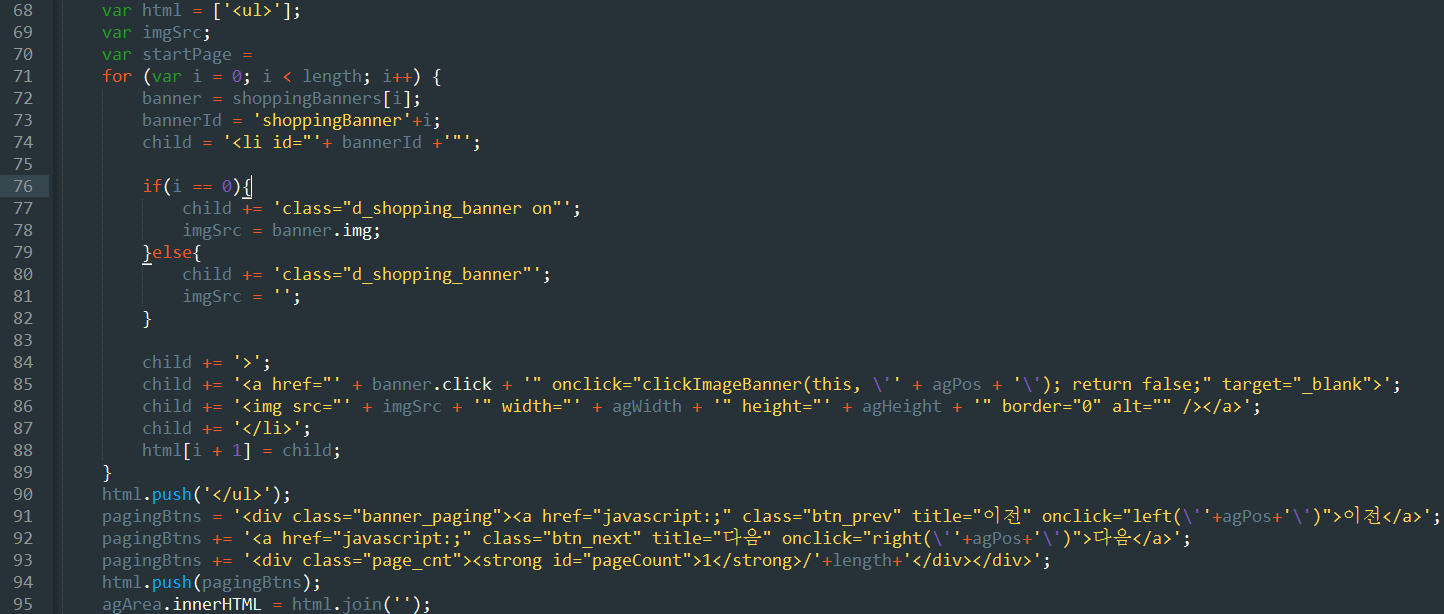 68 var html = ['<ul>'];
69 var imgSrc;
70 var startPage =
71 for (var i = 0; i < length; i++) {
72 banner = shoppingBanners[i];
73 bannerId = 'shoppingBanner'+i;
74 child = '<li id="'+ bannerId +'"';
75
76 if(i == 0){
77 child += 'class="d_shopping_banner on"';
78 imgSrc = banner.img;
79 }else{
80 child += 'class="d_shopping_banner"';
81 imgSrc = '';
82 }
83
84 child += '>';
85 child += '<a href="' + banner.click + '" onclick="clickImageBanner(this, \'' + agPos + '\'); return false;" target="_blank">';
86 child += '<img src="' + imgSrc + '" width="' + agWidth + '" height="' + agHeight + '" border="0" alt="" /></a>';
87 child += '</li>';
88 html[i + 1] = child;
89 }
90 html.push('</ul>');
91 pagingBtns = '<div class="banner_paging"><a href="javascript:;" class="btn_prev" title="이전" onclick="left(\''+agPos+'\')">이전</a>';
92 pagingBtns += '<a href="javascript:;" class="btn_next" title="다음" onclick="right(\''+agPos+'\')">다음</a>';
93 pagingBtns += '<div class="page_cnt"><strong id="pageCount">1</strong>/'+length+'</div></div>';
94 html.push(pagingBtns);
95 agArea.innerHTML = html.join('');